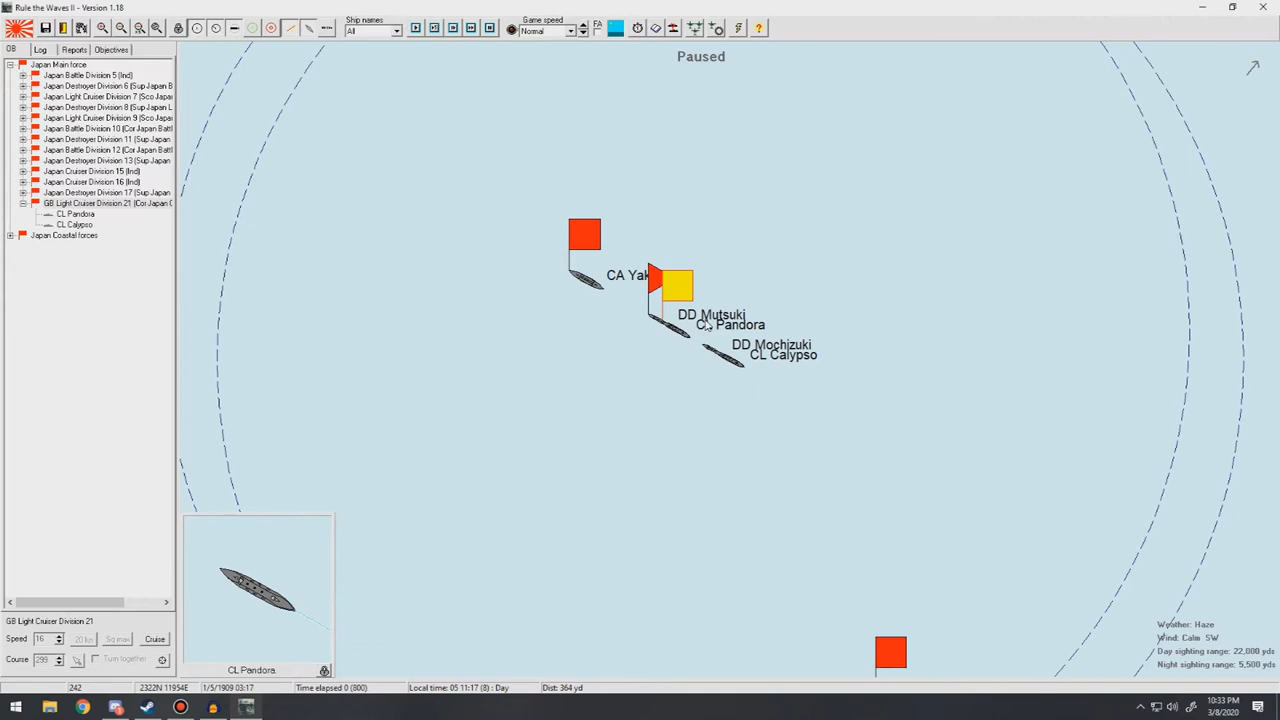 Rule the Waves II - Version 1.18
Ship names
All
FA
Game speed
Normal
OB
Log
Reports
Objectives
Paused
Japan Main force
Japan Battle Division 5 (Ind)
Japan Destroyer Division 6 (Sup Japan B
Japan Light Cruiser Division 7 (Sco Japa
Japan Destroyer Division 8 (Sup Japan L
Japan Light Cruiser Division 9 (Sco Japa
Japan Battle Division 10 (Cor Japan Batt
Japan Destroyer Division 11 (Sup Japan
Japan Battle Division 12 (Cor Japan Battl
Japan Destroyer Division 13 (Sup Japan
Japan Cruiser Division 15 (Ind)
Japan Cruiser Division 16 (Ind)
Japan Destroyer Division 17 (Sup Japan
GB Light Cruiser Division 21 (Cor Japan C
CL Pandora
CL Calypso
Japan Coastal forces
CA Yak
DD Mutsuki
CL Pandora
DD Mochizuki
CL Calypso
GB Light Cruiser Division 21
Speed
16
20 kn
Sq max
Cruise
Course
299
Turn together
CL Pandora
Weather: Haze
Wind: Calm SW
Day sighting range: 22,000 yds
Night sighting range: 5,500 yds
242
2322N 11954E
1/5/1909 03:17
Time elapsed 0 (800)
Local time: 05 11:17 (8) : Day
Dist: 364 yd
10:33 PM
3/8/2020